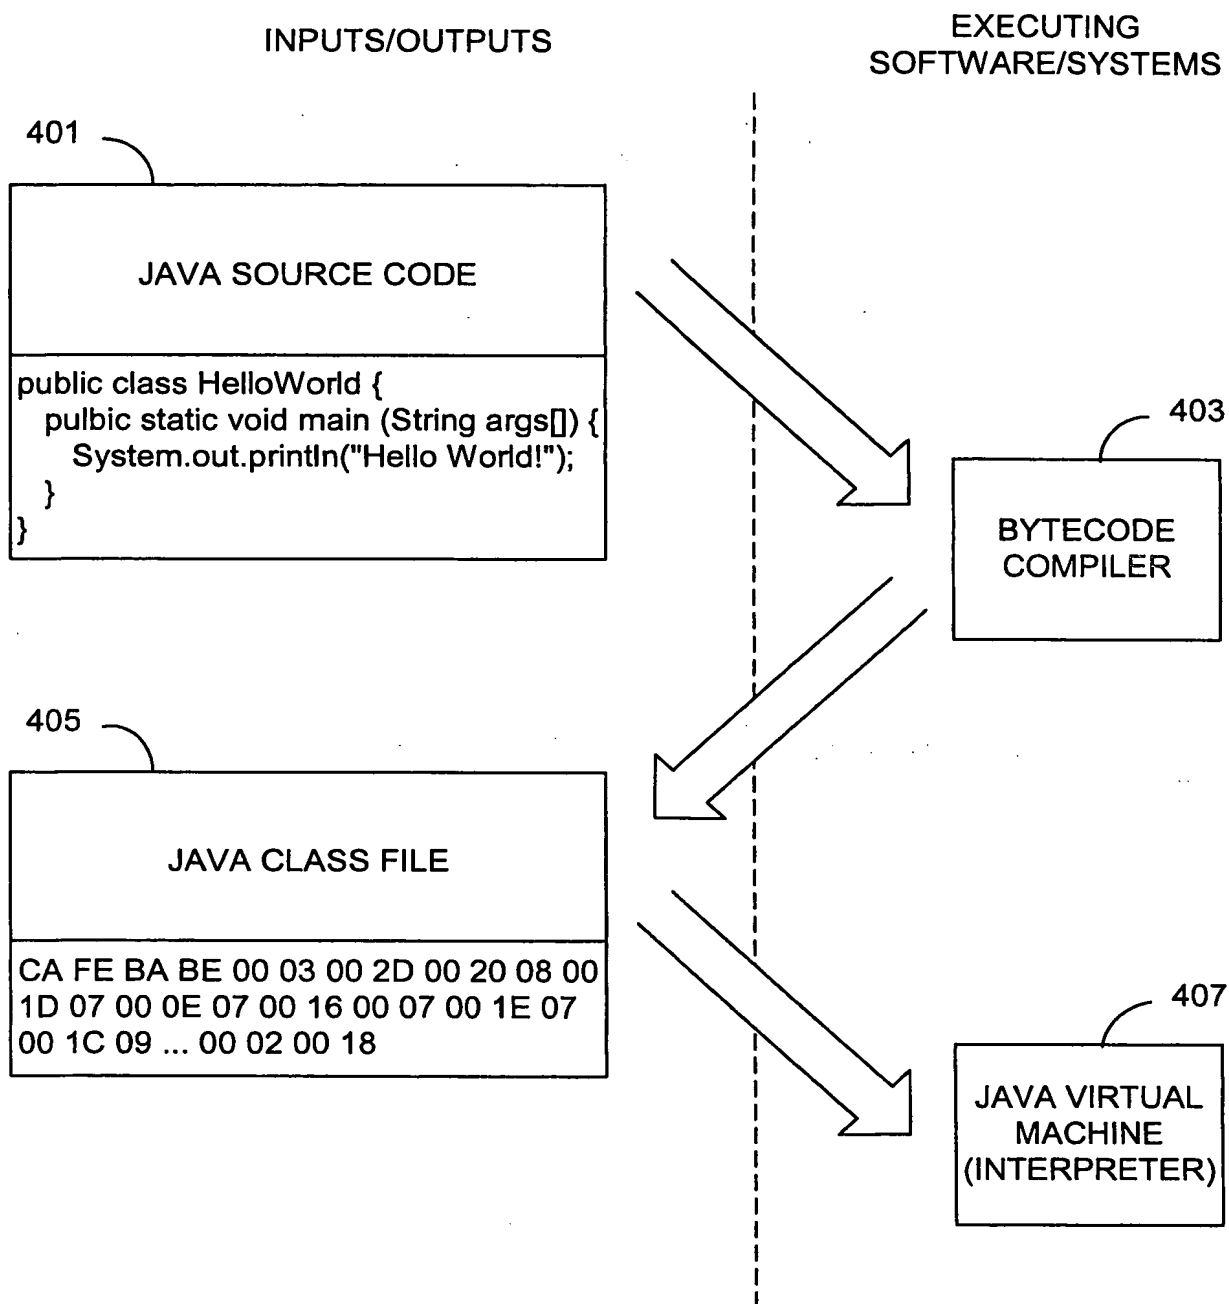 INPUTS/OUTPUTS
EXECUTING
SOFTWARE/SYSTEMS
401
JAVA SOURCE CODE
public class HelloWorld {
pulbic static void main (String args[]) {
System.out.println("Hello World!");
}
}
403
BYTECODE
COMPILER
405
JAVA CLASS FILE
CA FE BA BE 00 03 00 2D 00 20 08 00
1D 07 00 0E 07 00 16 00 07 00 1E 07
00 1C 09 ... 00 02 00 18
407
JAVA VIRTUAL
MACHINE
(INTERPRETER)